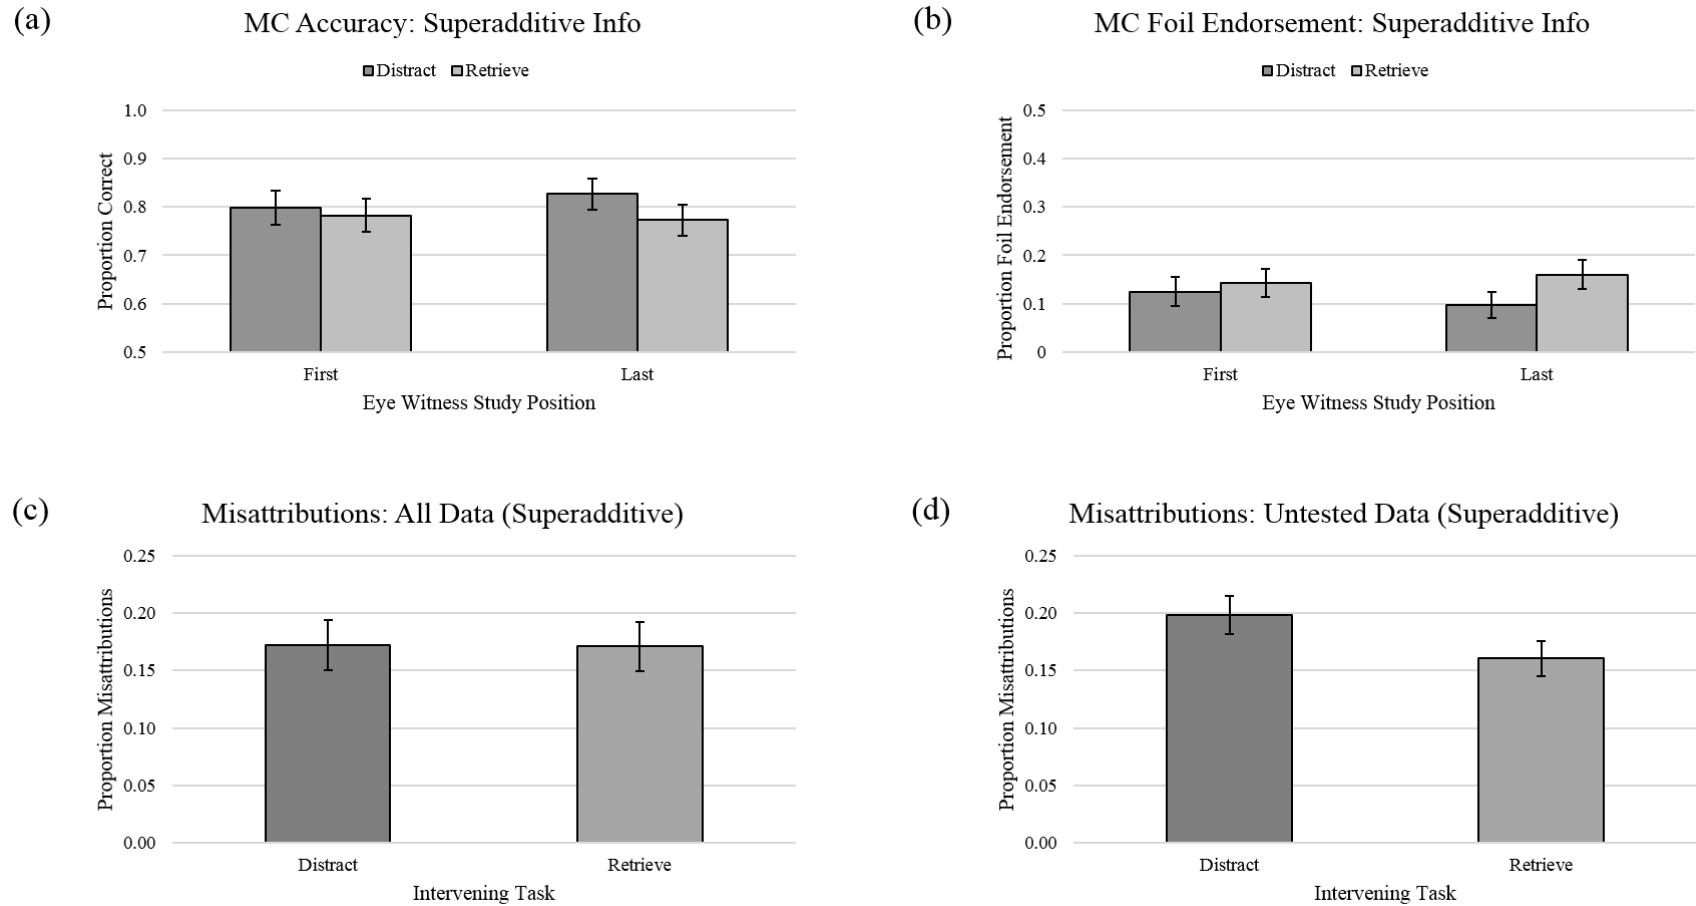 (a)
MC Accuracy: Superadditive Info
Distract Retrieve
Proportion Correct
1.0
0.9
0.8
0.7
0.6
0.5
First Last
Eye Witness Study Position
(b)
MC Foil Endorsement: Superadditive Info
Distract Retrieve
Proportion Foil Endorsement
0.5
0.4
0.3
0.2
0.1
0
First Last
Eye Witness Study Position
(c)
Misattributions: All Data (Superadditive)
Proportion Misattributions
0.25
0.20
0.15
0.10
0.05
0.00
Distract Retrieve
Intervening Task
(d)
Misattributions: Untested Data (Superadditive)
Proportion Misattributions
0.25
0.20
0.15
0.10
0.05
0.00
Distract Retrieve
Intervening Task